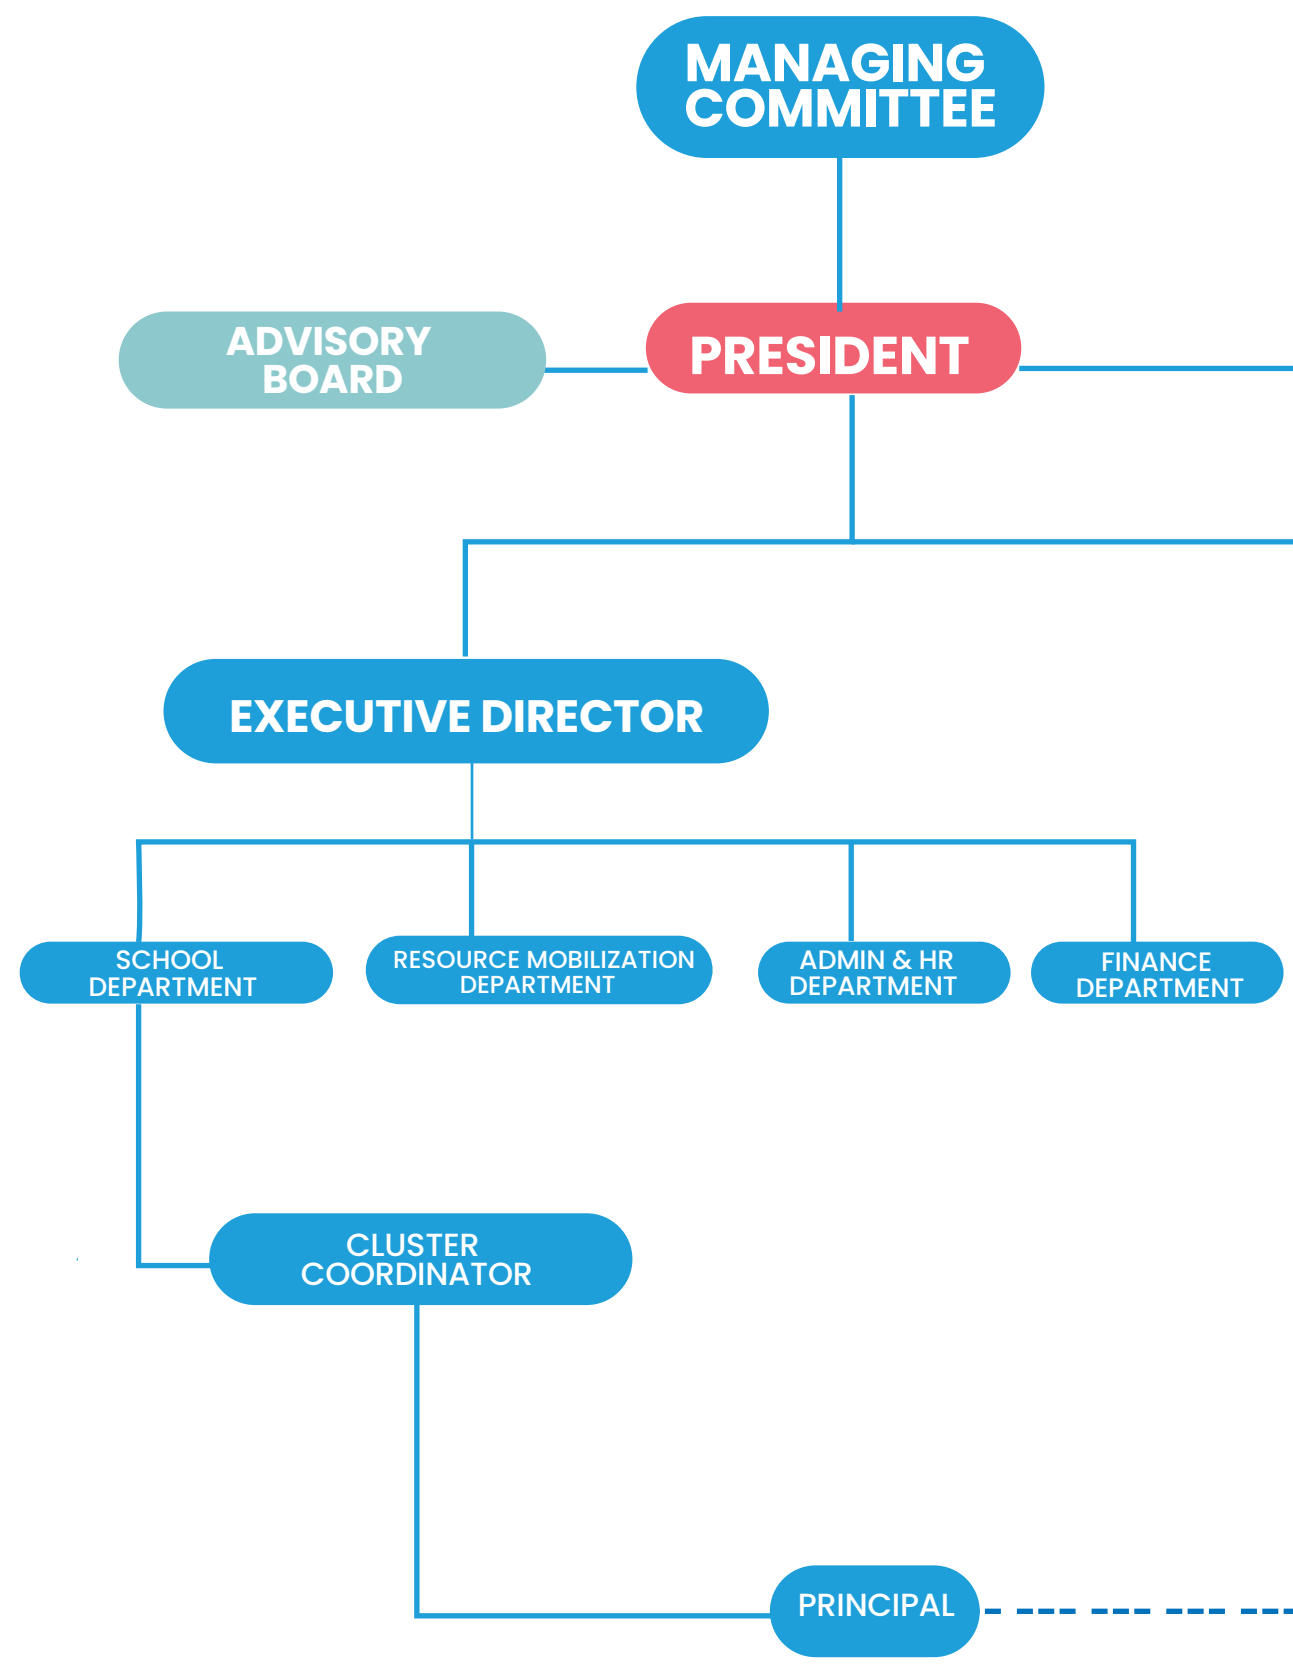 MANAGING
COMMITTEE
ADVISORY
BOARD
PRESIDENT
EXECUTIVE DIRECTOR
SCHOOL
DEPARTMENT
RESOURCE MOBILIZATION
DEPARTMENT
ADMIN & HR
DEPARTMENT
FINANCE
DEPARTMENT
CLUSTER
COORDINATOR
PRINCIPAL